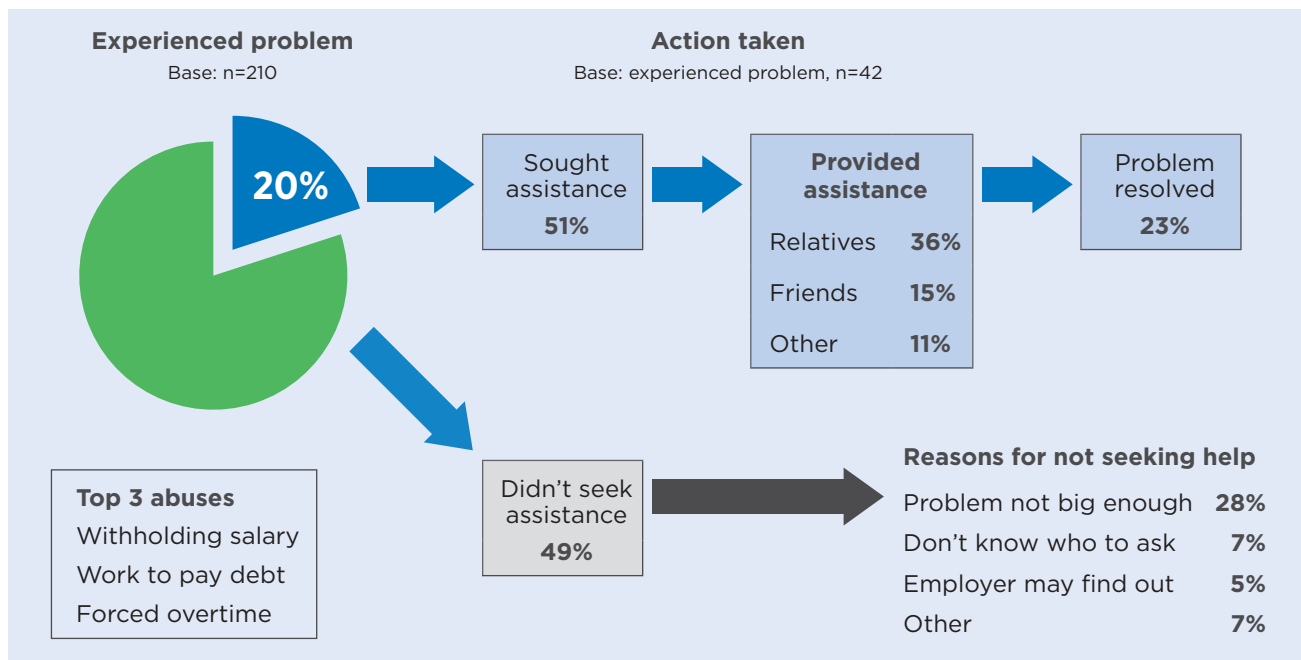 Experienced problem
Base: n=210
20%
Action taken
Base: experienced problem, n=42
Sought
assistance
51%
Provided
assistance
Relatives 36%
Friends 15%
Other 11%
Problem
resolved
23%
Didn't seek
assistance
49%
Reasons for not seeking help
Problem not big enough 28%
Don't know who to ask 7%
Employer may find out 5%
Other 7%
Top 3 abuses
Withholding salary
Work to pay debt
Forced overtime